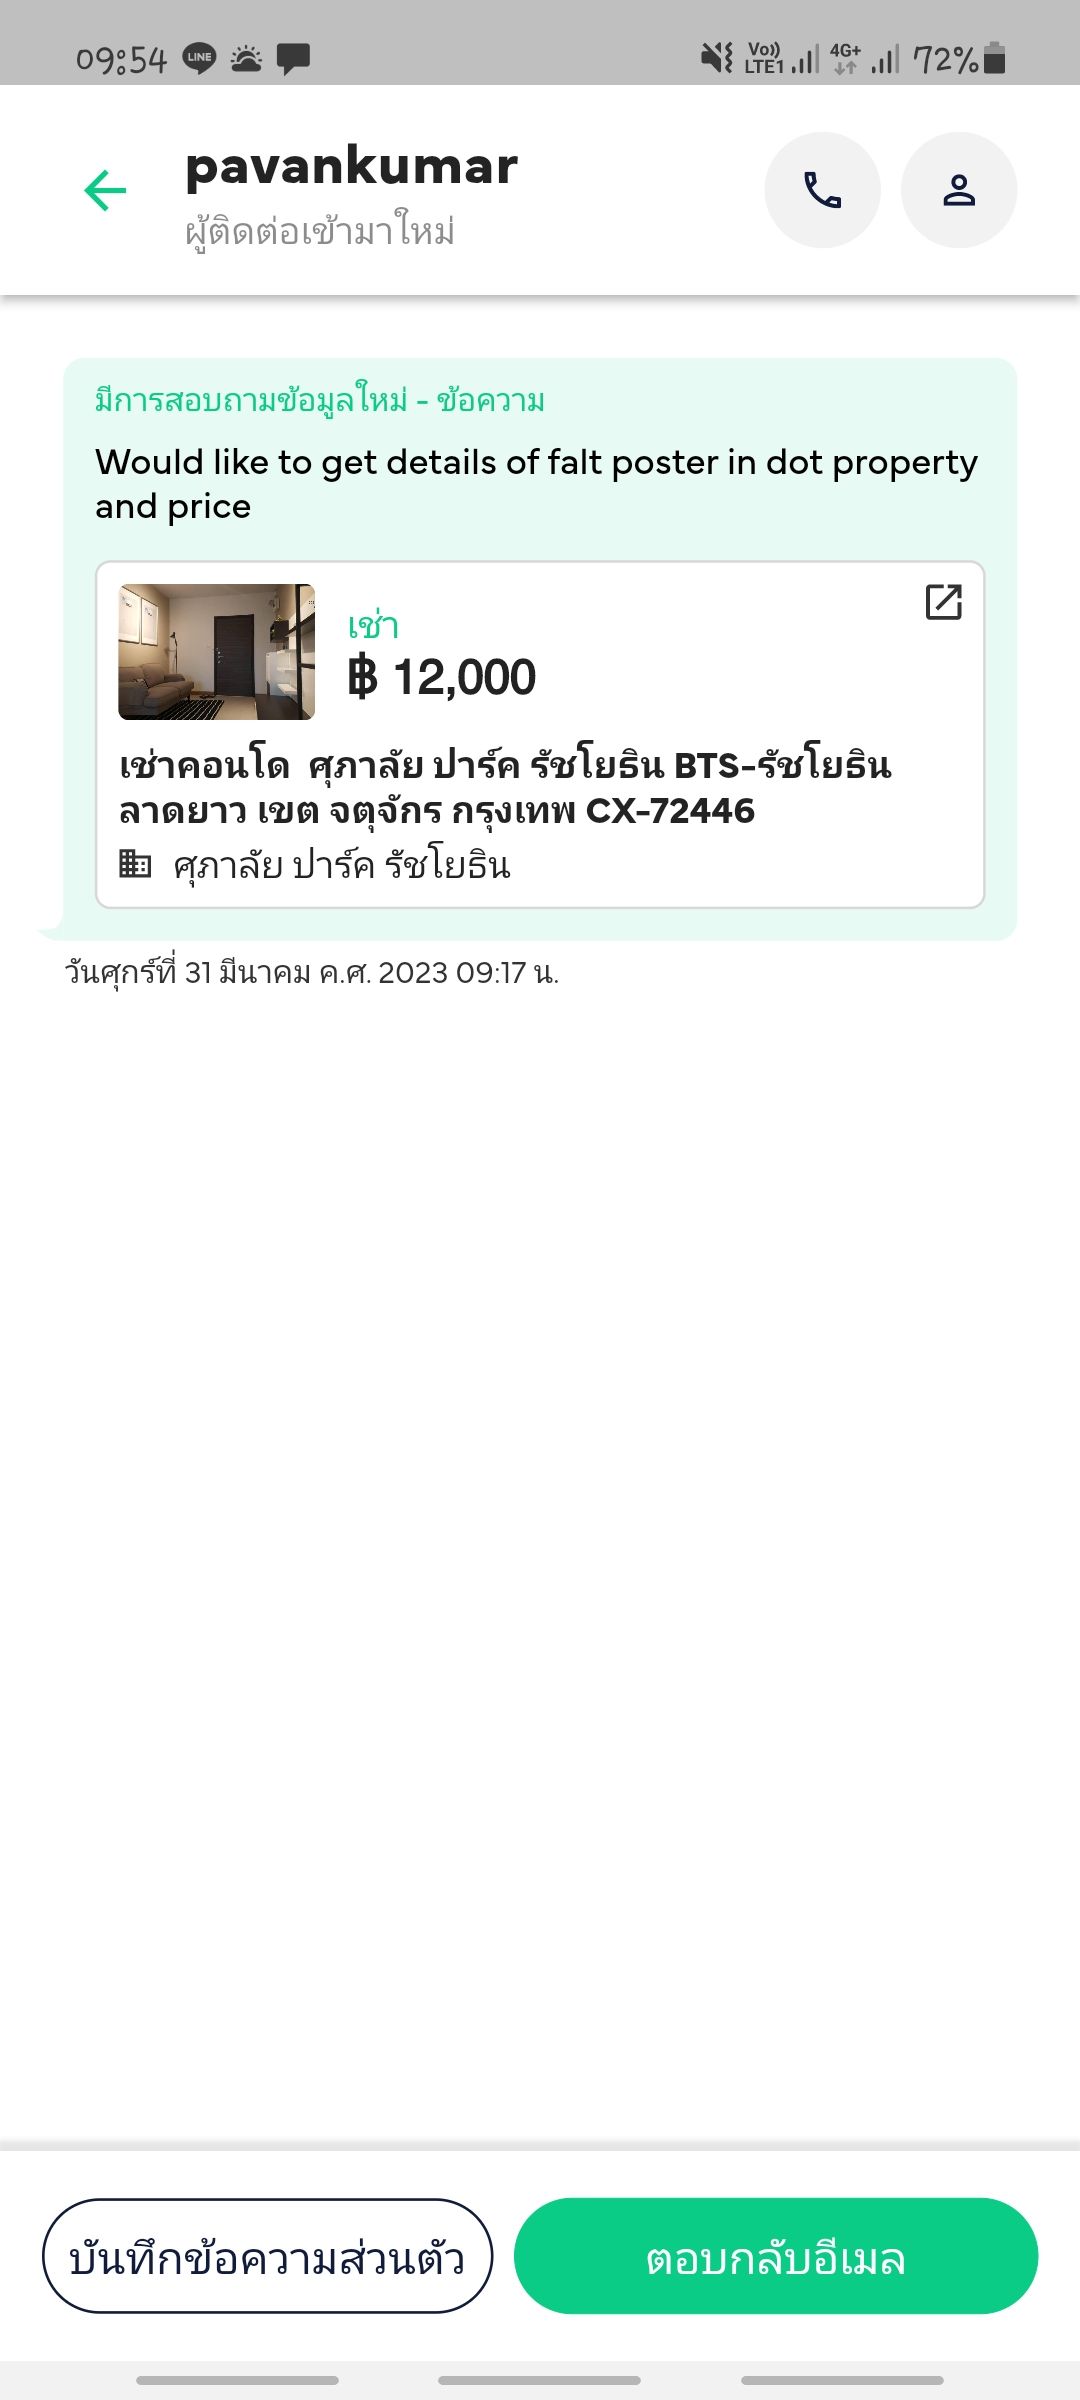 09:54 LINE Vo)) LTE1 4G+ 72%
pavankumar
ผู้ติดต่อเข้ามาใหม่
มีการสอบถามข้อมูลใหม่ - ข้อความ
Would like to get details of falt poster in dot property
and price
เช่า
฿ 12,000
เช่าคอนโด ศุภาลัย ปาร์ค รัชโยธิน BTS-รัชโยธิน
ลาดยาว เขต จตุจักร กรุงเทพ CX-72446
ศุภาลัย ปาร์ค รัชโยธิน
วันศุกร์ที่ 31 มีนาคม ค.ศ. 2023 09:17 น.
บันทึกข้อความส่วนตัว
ตอบกลับอีเมล